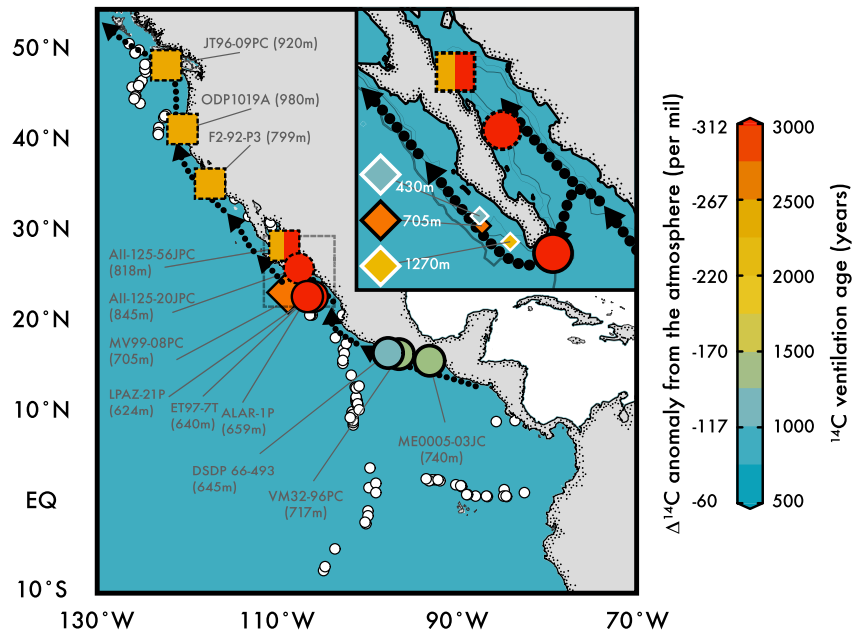 50°N
40°N
30°N
20°N
10°N
EQ
10°S
130°W
110°W
90°W
70°W
JT96-09PC (920m)
ODP1019A (980m)
F2-92-P3 (799m)
AII-125-56JPC
(818m)
AII-125-20JPC
(845m)
MV99-08PC
(705m)
LPAZ-21P
(624m)
ET97-7T
(640m)
ALAR-1P
(659m)
DSDP 66-493
(645m)
VM32-96PC
(717m)
ME0005-03JC
(740m)
430m
705m
1270m
Δ¹⁴C anomaly from the atmosphere (per mil)
-312
-267
-220
-170
-117
-60
3000
2500
2000
1500
1000
500
¹⁴C ventilation age (years)